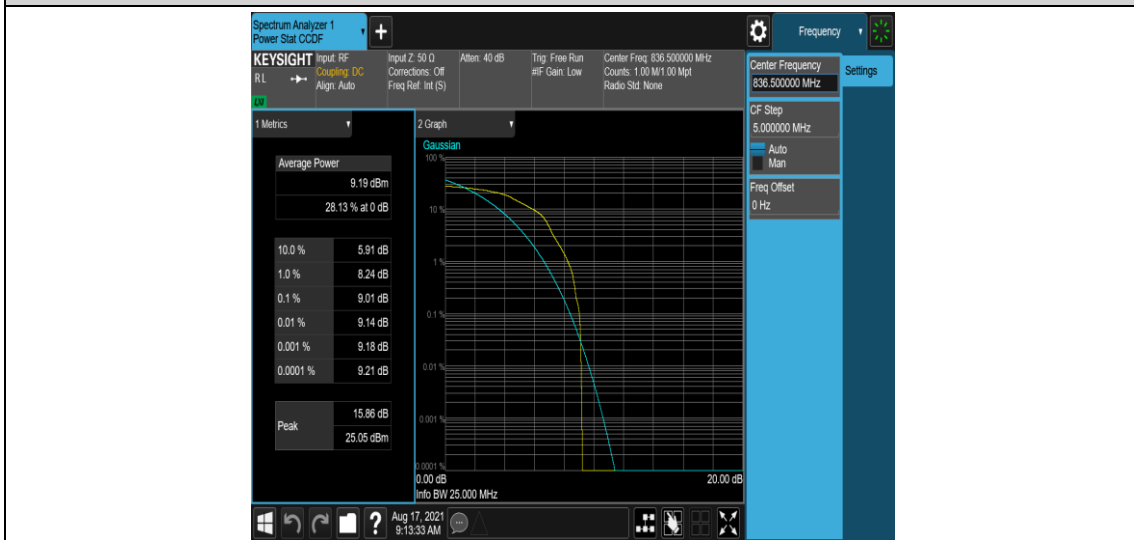 Spectrum Analyzer 1
Power Stat CCDF
+
Frequency
KEYSIGHT
RL
LXI
Input: RF
Coupling: DC
Align: Auto
Input Z: 50 Ω
Corrections: Off
Freq Ref: Int (S)
Atten: 40 dB
Trig: Free Run
#IF Gain: Low
Center Freq: 836.500000 MHz
Counts: 1.00 M/1.00 Mpt
Radio Std: None
Center Frequency
836.500000 MHz
Settings
CF Step
5.000000 MHz
Auto
Man
Freq Offset
0 Hz
1 Metrics
Average Power
9.19 dBm
28.13 % at 0 dB
10.0 % 5.91 dB
1.0 % 8.24 dB
0.1 % 9.01 dB
0.01 % 9.14 dB
0.001 % 9.18 dB
0.0001 % 9.21 dB
Peak
15.86 dB
25.05 dBm
2 Graph
Gaussian
100 %
10 %
1 %
0.1 %
0.01 %
0.001 %
0.0001 %
0.00 dB 20.00 dB
Info BW 25.000 MHz
?
Aug 17, 2021
9:13:33 AM